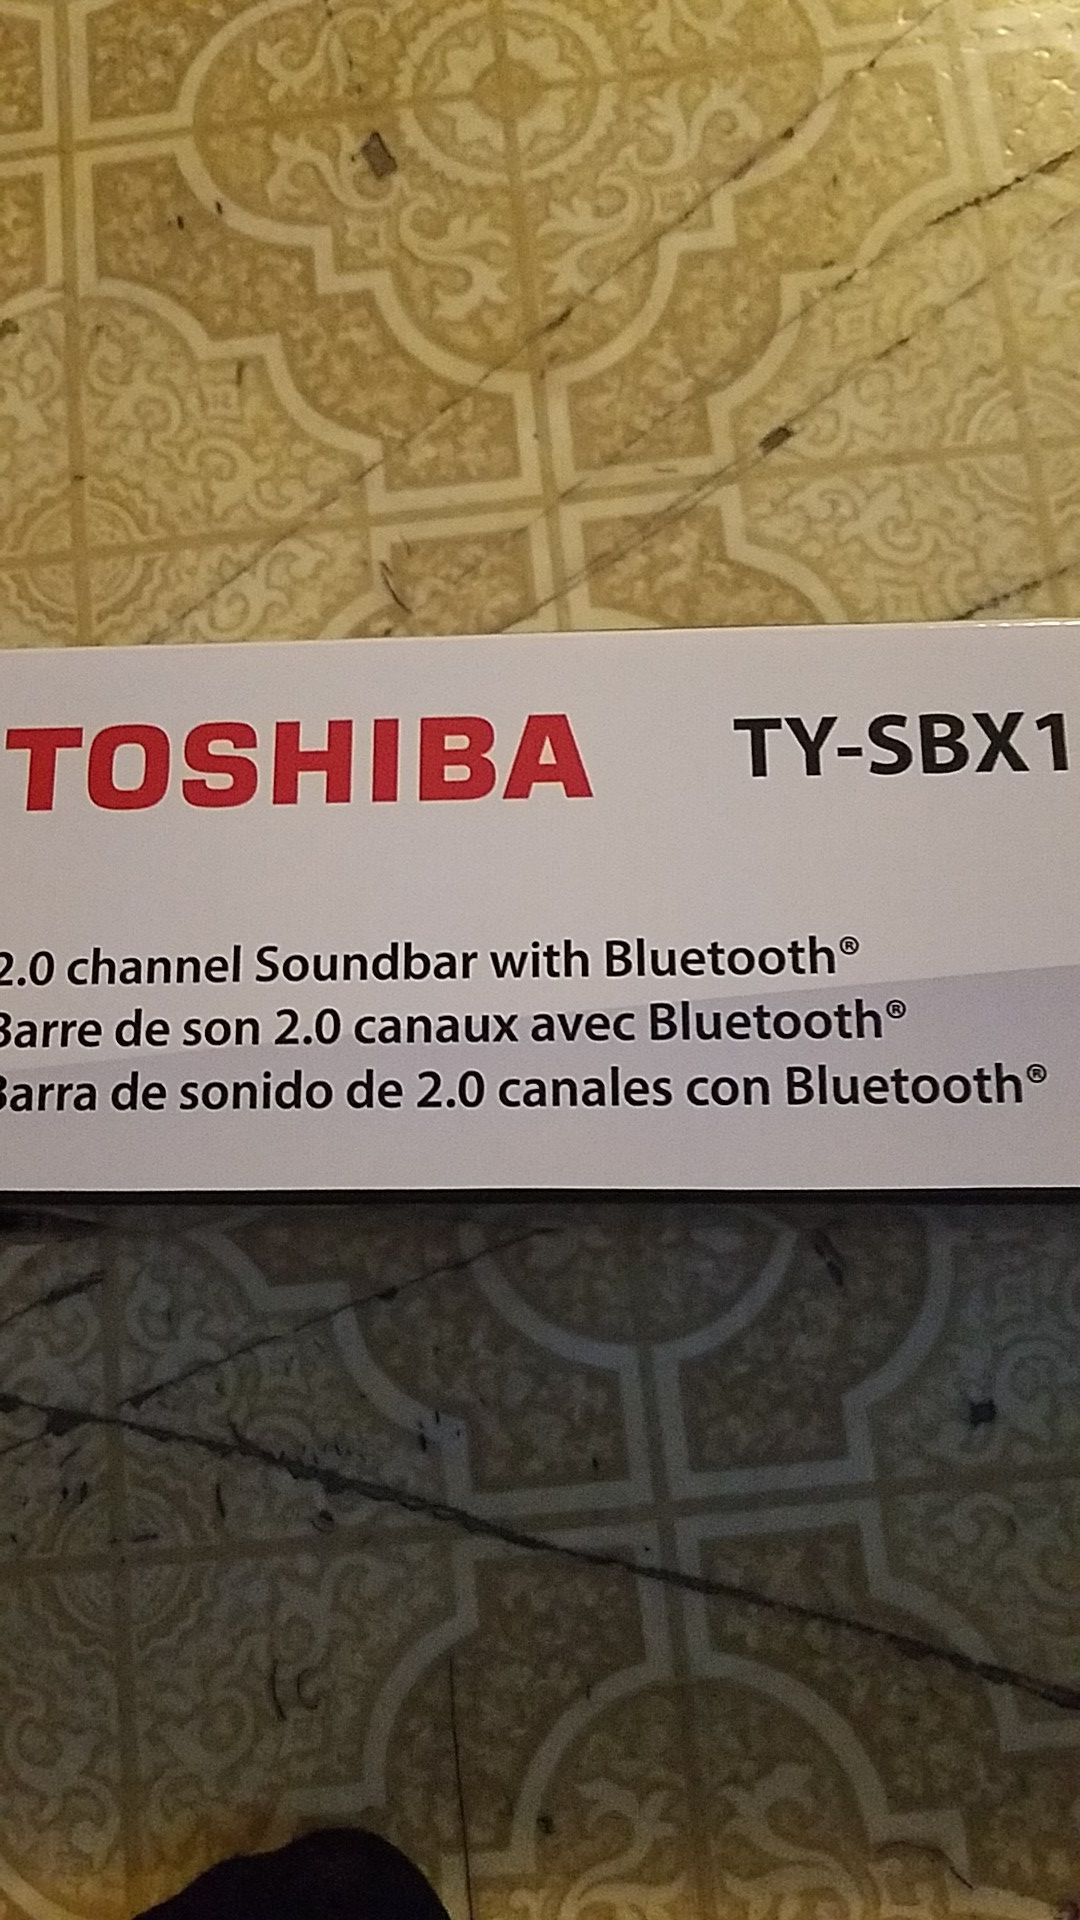 TOSHIBA TY-SBX1
2.0 channel Soundbar with Bluetooth®
Barre de son 2.0 canaux avec Bluetooth®
Barra de sonido de 2.0 canales con Bluetooth®